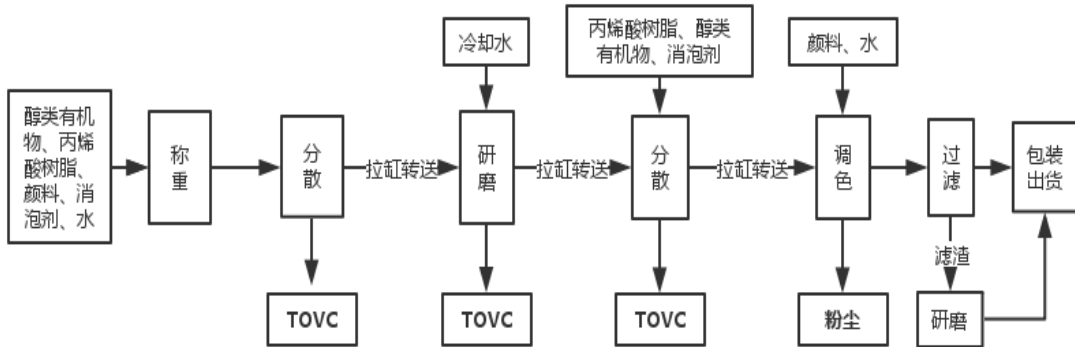 冷却水
丙烯酸树脂、醇类
有机物、消泡剂
颜料、水
醇类有机
物、丙烯
酸树脂、
颜料、消
泡剂、水
称
重
分
散
拉缸转送
研
磨
拉缸转送
分
散
拉缸转送
调
色
过
滤
包装
出货
滤渣
TOVC
TOVC
TOVC
粉尘
研磨